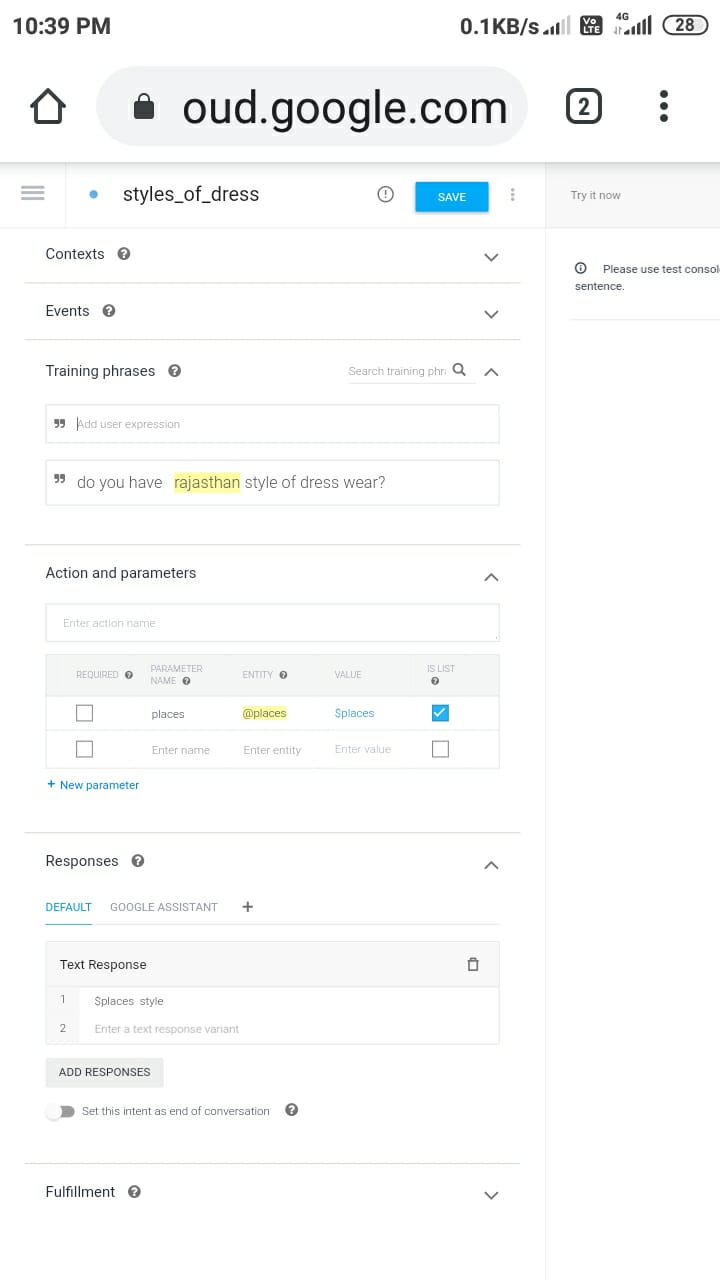 10:39 PM 0.1KB/s Vo LTE 4G 28
oud.google.com 2
styles_of_dress SAVE Try it now
Contexts
Please use test consol
sentence.
Events
Training phrases Search training phr
Add user expression
do you have rajasthan style of dress wear?
Action and parameters
Enter action name
REQUIRED PARAMETER NAME ENTITY VALUE IS LIST
places @places $places
Enter name Enter entity Enter value
+ New parameter
Responses
DEFAULT GOOGLE ASSISTANT +
Text Response
1 $places style
2 Enter a text response variant
ADD RESPONSES
Set this intent as end of conversation
Fulfillment